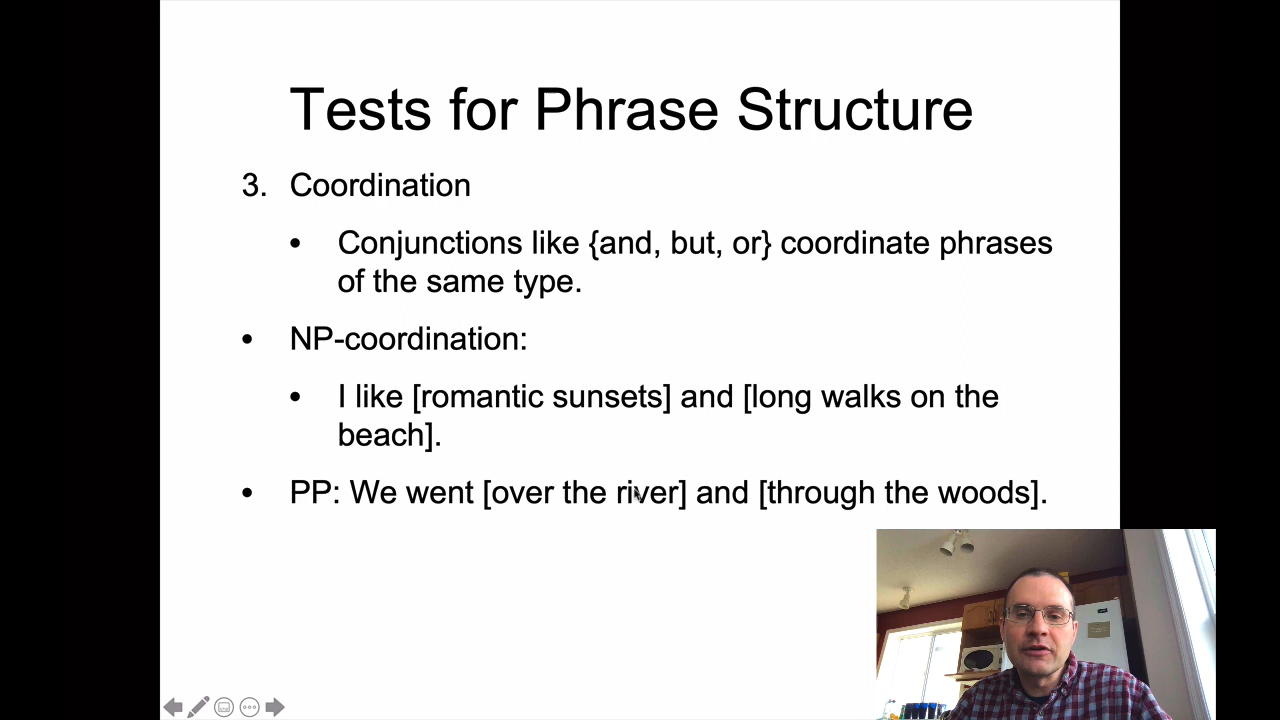 Tests for Phrase Structure
3. Coordination
• Conjunctions like {and, but, or} coordinate phrases
of the same type.
• NP-coordination:
• I like [romantic sunsets] and [long walks on the
beach].
• PP: We went [over the river] and [through the woods].